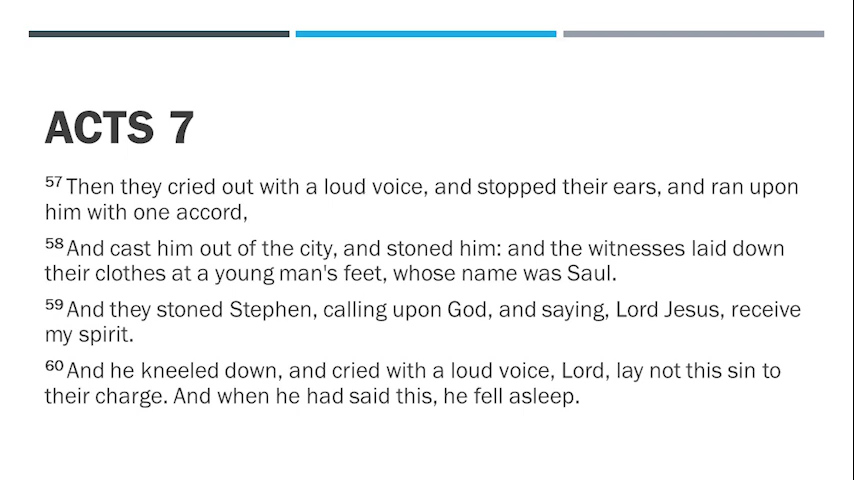 ACTS 7
57 Then they cried out with a loud voice, and stopped their ears, and ran upon
him with one accord,
58 And cast him out of the city, and stoned him: and the witnesses laid down
their clothes at a young man's feet, whose name was Saul.
59 And they stoned Stephen, calling upon God, and saying, Lord Jesus, receive
my spirit.
60 And he kneeled down, and cried with a loud voice, Lord, lay not this sin to
their charge. And when he had said this, he fell asleep.